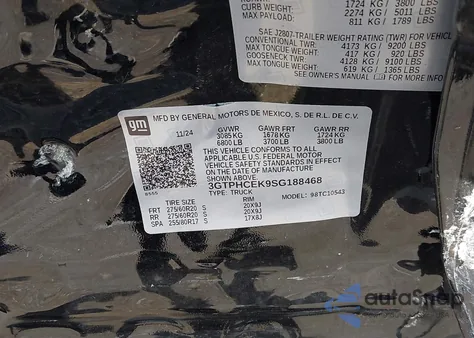 1724 KG / 3800 LBS
CURB WEIGHT: 2274 KG / 5011 LBS
MAX PAYLOAD: 811 KG / 1789 LBS
SAE J2807-TRAILER WEIGHT RATING (TWR) FOR VEHICL
CONVENTIONAL TWR: 4173 KG / 9200 LBS
MAX TONGUE WEIGHT: 417 KG / 920 LBS
GOOSENECK TWR: 4128 KG / 9100 LBS
MAX TONGUE WEIGHT: 619 KG / 1365 LBS
SEE OWNER'S MANUAL FOR MORE INFORMATION
gm
MFD BY GENERAL MOTORS DE MEXICO, S. DE R.L. DE C.V.
11/24 GVWR GAWR FRT GAWR RR
3085 KG 1678 KG 1724 KG
6800 LB 3700 LB 3800 LB
THIS VEHICLE CONFORMS TO ALL
APPLICABLE U.S. FEDERAL MOTOR
VEHICLE SAFETY STANDARDS IN EFFECT
ON THE DATE OF MANUFACTURE
SHOWN ABOVE.
3GTPHCEK9SG188468
TYPE: TRUCK MODEL: 98TC10543
TIRE SIZE RIM
FRT 275/60R20 S 20X9J
RR 275/60R20 S 20X9J
SPA 255/80R17 S 17X8J
autoSnap